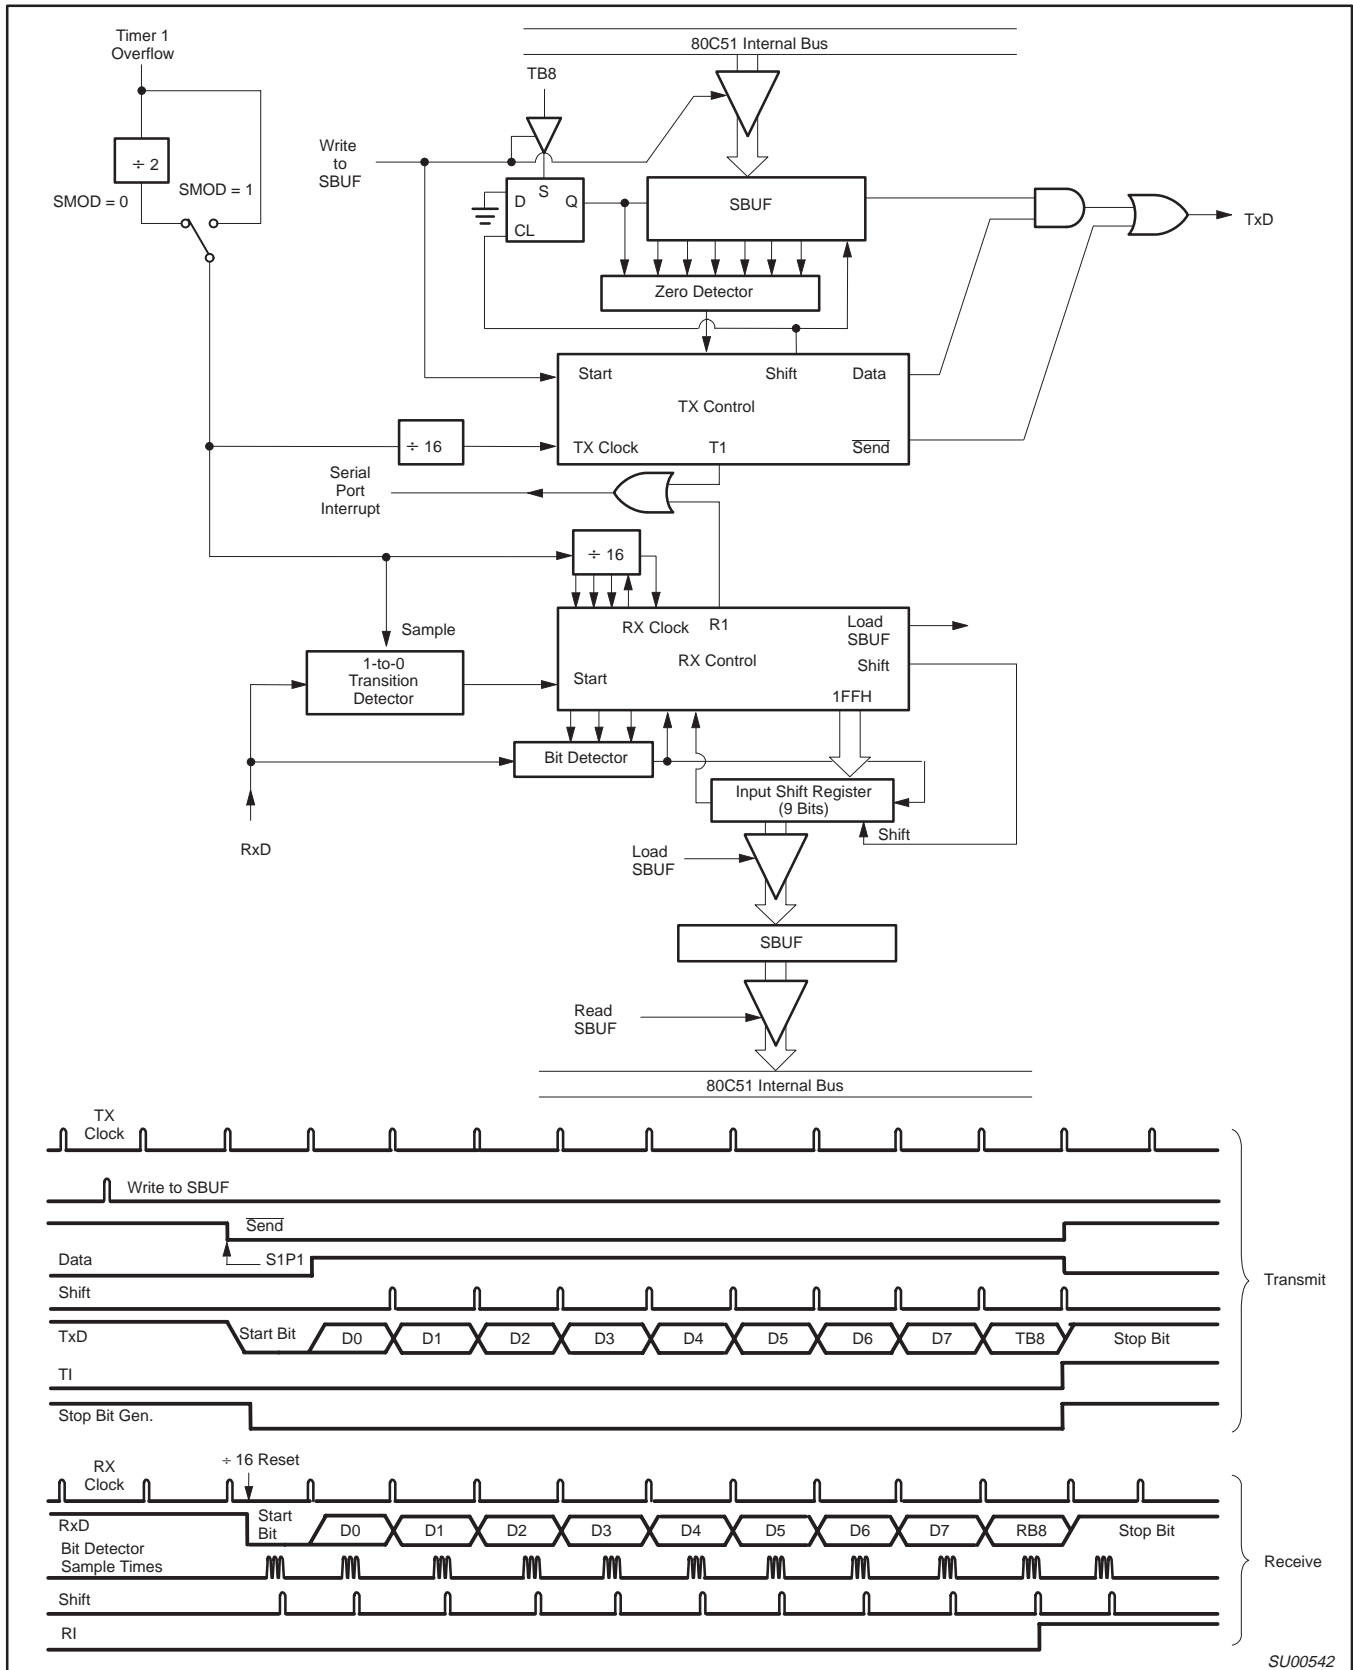 Timer 1
Overflow
80C51 Internal Bus
TB8
Write
to
SBUF
÷ 2
SMOD = 1
SMOD = 0
S
D
Q
CL
SBUF
TxD
Zero Detector
Start
Shift
Data
TX Control
÷ 16
TX Clock
T1
Send
Serial
Port
Interrupt
÷ 16
Sample
RX Clock
R1
Load
SBUF
RX Control
Shift
1-to-0
Transition
Detector
Start
1FFH
Bit Detector
Input Shift Register
(9 Bits)
Shift
RxD
Load
SBUF
SBUF
Read
SBUF
80C51 Internal Bus
TX
Clock
Write to SBUF
Send
Data
S1P1
Transmit
Shift
TxD
Start Bit
D0
D1
D2
D3
D4
D5
D6
D7
TB8
Stop Bit
TI
Stop Bit Gen.
÷ 16 Reset
RX
Clock
RxD
Start
Bit
D0
D1
D2
D3
D4
D5
D6
D7
RB8
Stop Bit
Bit Detector
Sample Times
Receive
Shift
RI
SU00542